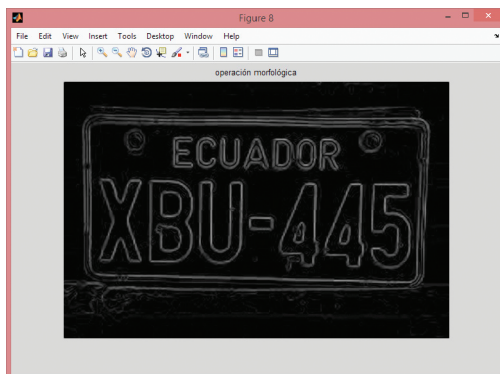 Figure 8
File Edit View Insert Tools Desktop Window Help
operación morfológica
ECUADOR
XBU-445